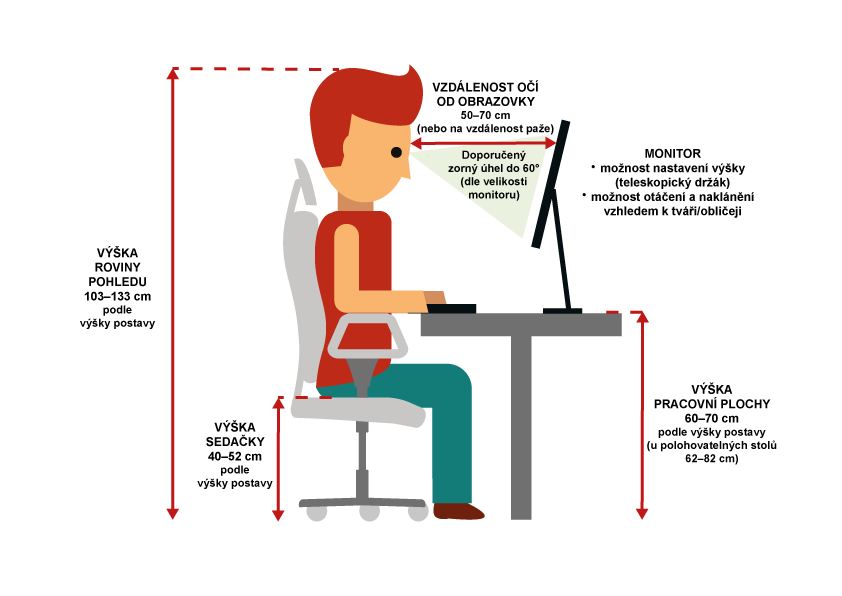 VZDÁLENOST OČÍ
OD OBRAZOVKY
50–70 cm
(nebo na vzdálenost paže)
Doporučený
zorný úhel do 60°
(dle velikosti
monitoru)
MONITOR
• možnost nastavení výšky
(teleskopický držák)
• možnost otáčení a naklánění
vzhledem k tváři/obličeji
VÝŠKA
ROVINY
POHLEDU
103–133 cm
podle
výšky postavy
VÝŠKA
SEDAČKY
40–52 cm
podle
výšky postavy
VÝŠKA
PRACOVNÍ PLOCHY
60–70 cm
podle výšky postavy
(u polohovatelných stolů
62–82 cm)